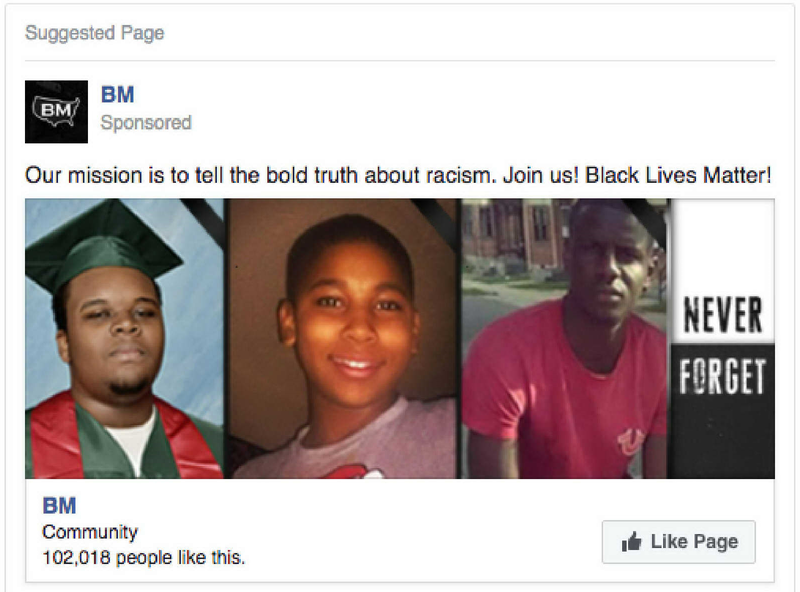 Suggested Page
BM
BM
Sponsored
Our mission is to tell the bold truth about racism. Join us! Black Lives Matter!
NEVER
FORGET
BM
Community
102,018 people like this.
Like Page